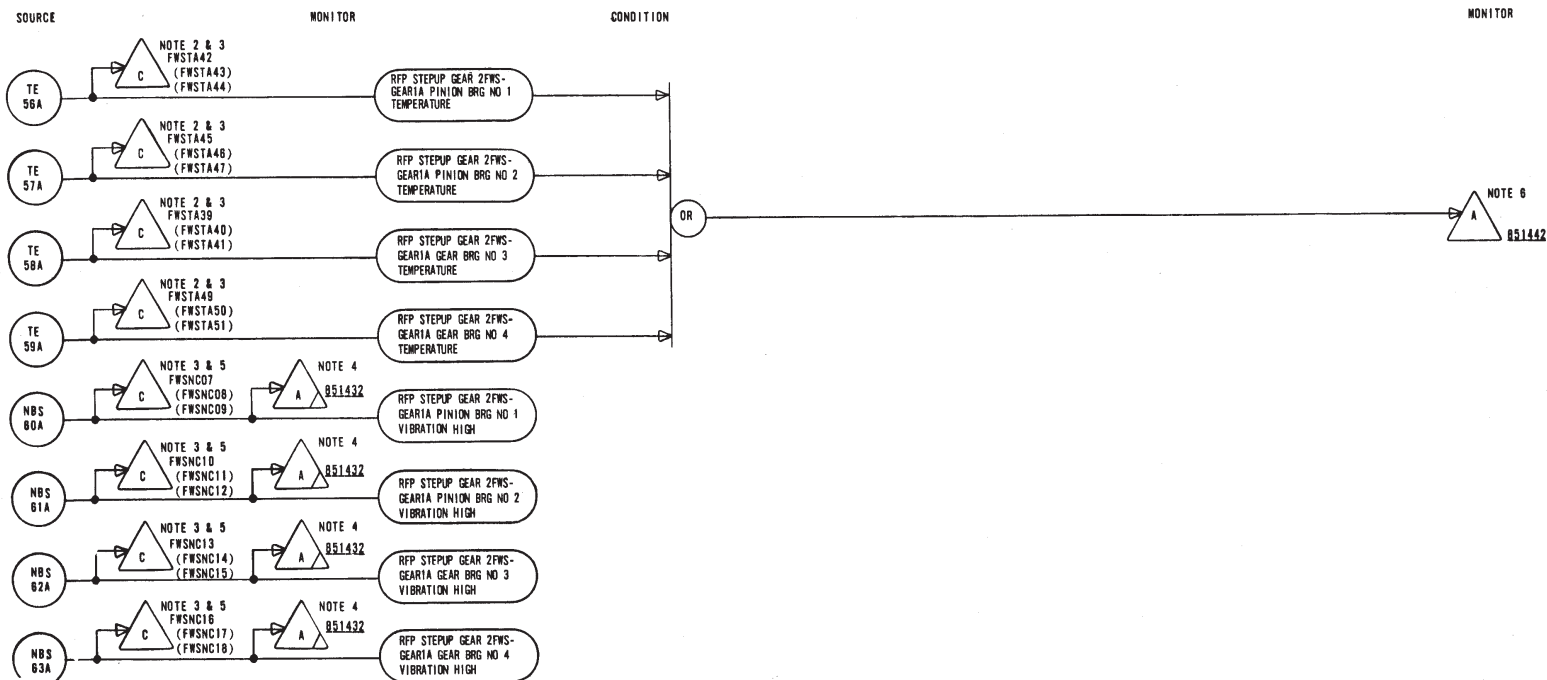 SOURCE
MONITOR
CONDITION
MONITOR
TE
56A
C
NOTE 2 & 3
FWSTA42
(FWSTA43)
(FWSTA44)
RFP STEPUP GEAR 2FWS-
GEAR1A PINION BRG NO 1
TEMPERATURE
TE
57A
C
NOTE 2 & 3
FWSTA45
(FWSTA46)
(FWSTA47)
RFP STEPUP GEAR 2FWS-
GEAR1A PINION BRG NO 2
TEMPERATURE
TE
58A
C
NOTE 2 & 3
FWSTA39
(FWSTA40)
(FWSTA41)
RFP STEPUP GEAR 2FWS-
GEAR1A GEAR BRG NO 3
TEMPERATURE
OR
A
NOTE 6
851442
TE
59A
C
NOTE 2 & 3
FWSTA49
(FWSTA50)
(FWSTA51)
RFP STEPUP GEAR 2FWS-
GEAR1A GEAR BRG NO 4
TEMPERATURE
NBS
60A
C
NOTE 3 & 5
FWSNC07
(FWSNC08)
(FWSNC09)
A
NOTE 4
851432
RFP STEPUP GEAR 2FWS-
GEAR1A PINION BRG NO 1
VIBRATION HIGH
NBS
61A
C
NOTE 3 & 5
FWSNC10
(FWSNC11)
(FWSNC12)
A
NOTE 4
851432
RFP STEPUP GEAR 2FWS-
GEAR1A PINION BRG NO 2
VIBRATION HIGH
NBS
62A
C
NOTE 3 & 5
FWSNC13
(FWSNC14)
(FWSNC15)
A
NOTE 4
851432
RFP STEPUP GEAR 2FWS-
GEAR1A GEAR BRG NO 3
VIBRATION HIGH
NBS
63A
C
NOTE 3 & 5
FWSNC16
(FWSNC17)
(FWSNC18)
A
NOTE 4
851432
RFP STEPUP GEAR 2FWS-
GEAR1A GEAR BRG NO 4
VIBRATION HIGH